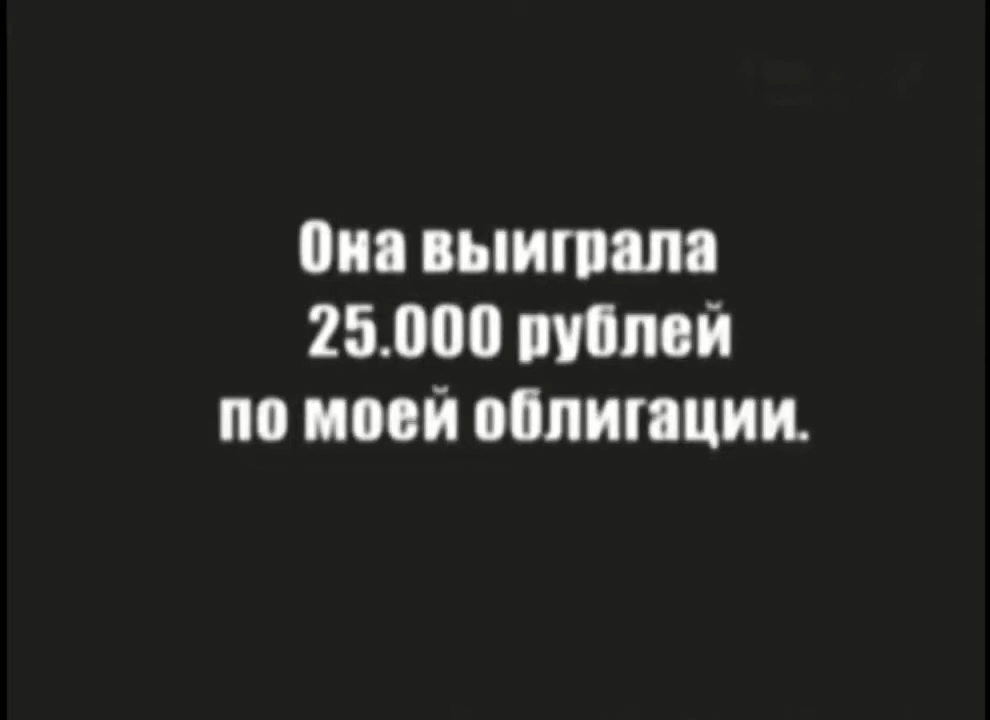 Она выиграла
25.000 рублей
по моей облигации.